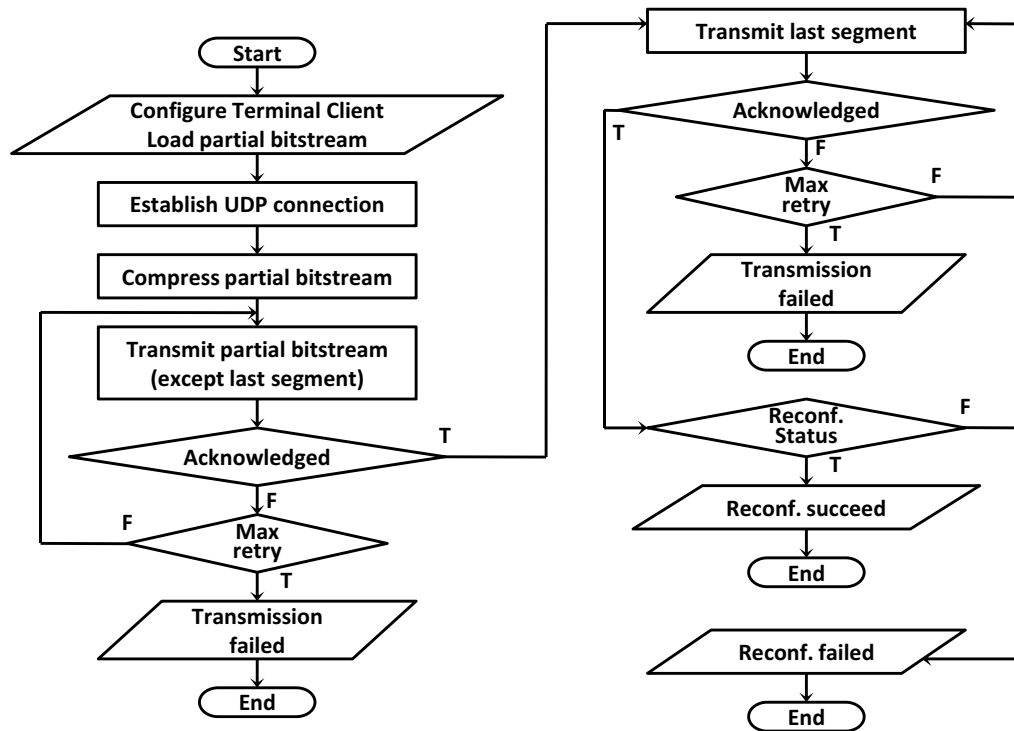 Start
Configure Terminal Client
Load partial bitstream
Establish UDP connection
Compress partial bitstream
Transmit partial bitstream
(except last segment)
Acknowledged
T
F
Max
retry
F
T
Transmission
failed
End
Transmit last segment
Acknowledged
T
F
Max
retry
F
T
Transmission
failed
End
Reconf.
Status
F
T
Reconf. succeed
End
Reconf. failed
End